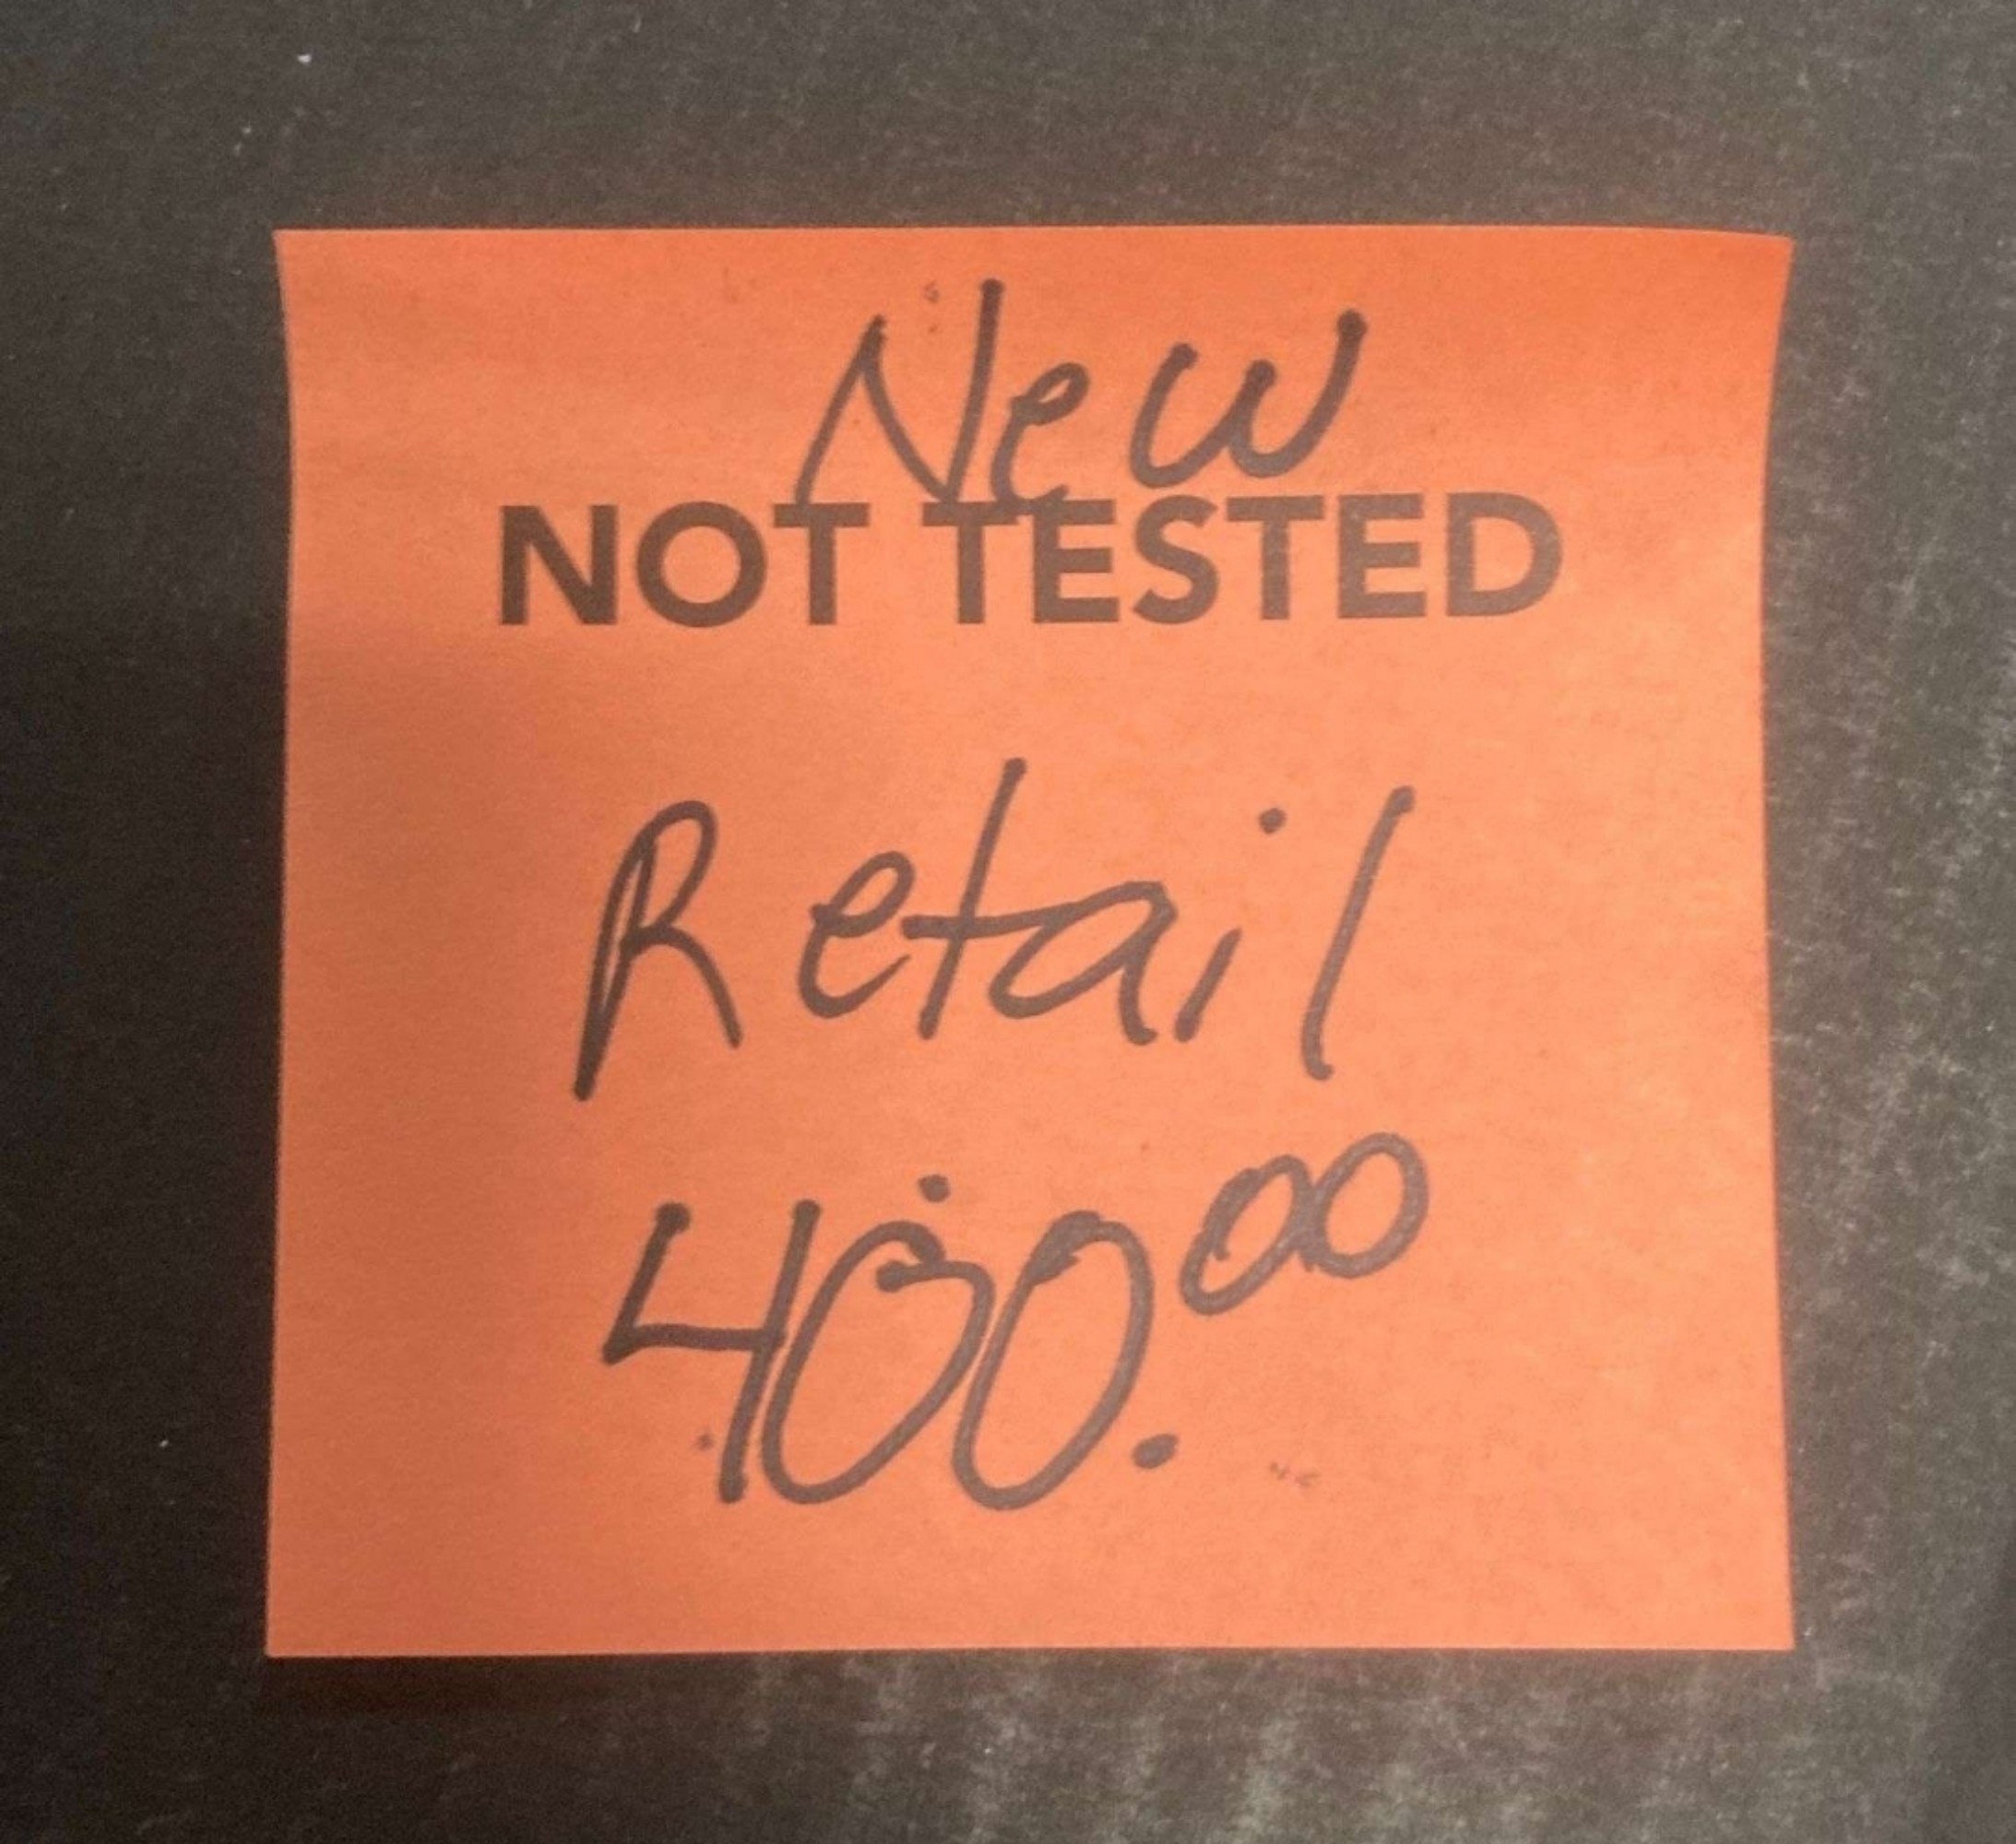 New
NOT TESTED
Retail
400.00